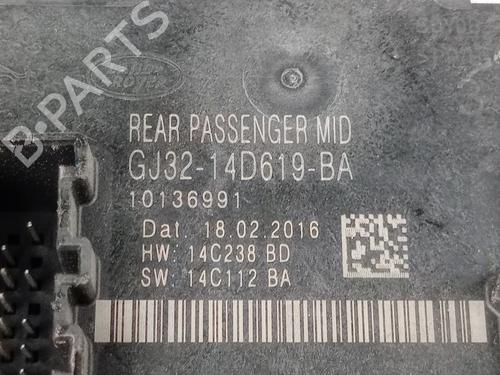 B-PARTS
REAR PASSENGER MID
GJ32-14D619-BA
10136991
Dat: 18.02.2016
HW: 14C238 BD
SW: 14C112 BA